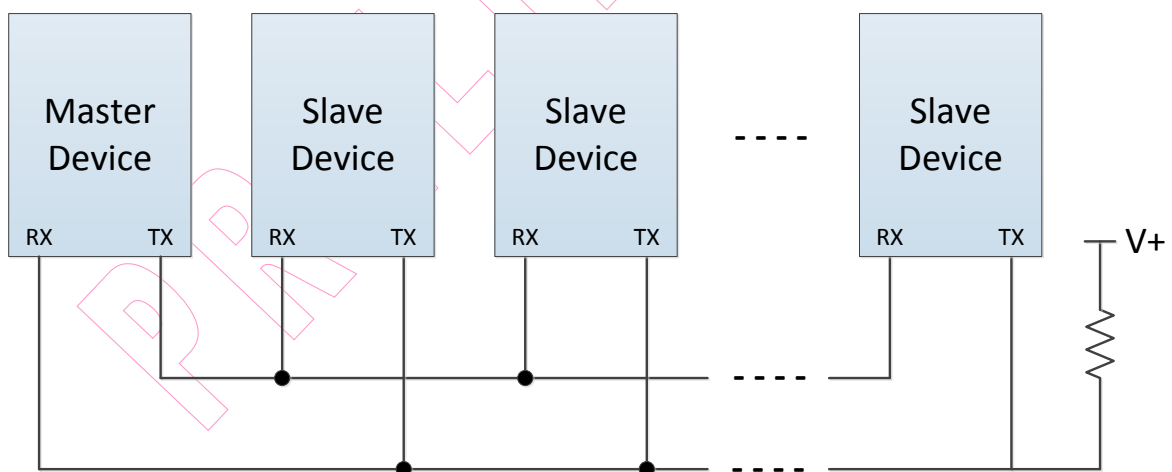 Master
Device
Slave
Device
Slave
Device
Slave
Device
RX TX
RX TX
RX TX
RX TX
V+